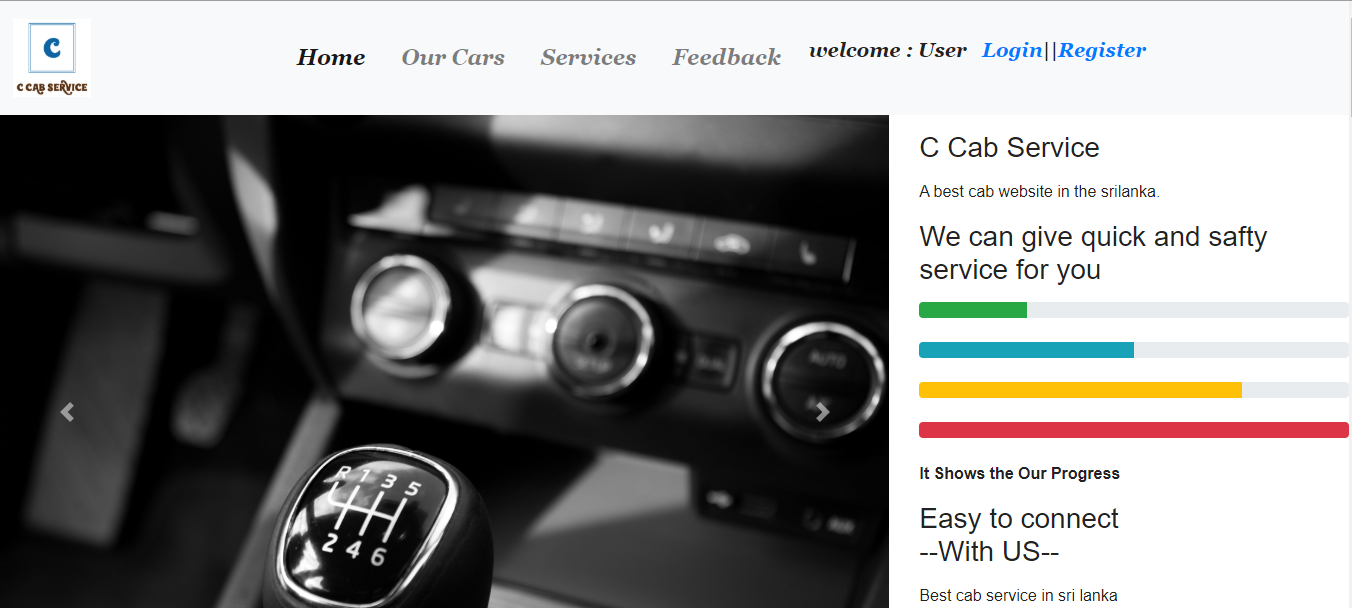 C
C CAB SERVICE
Home Our Cars Services Feedback welcome : User Login||Register
R 1 3 5
2 4 6
AUTO
C Cab Service
A best cab website in the srilanka.
We can give quick and safty
service for you
It Shows the Our Progress
Easy to connect
--With US--
Best cab service in sri lanka